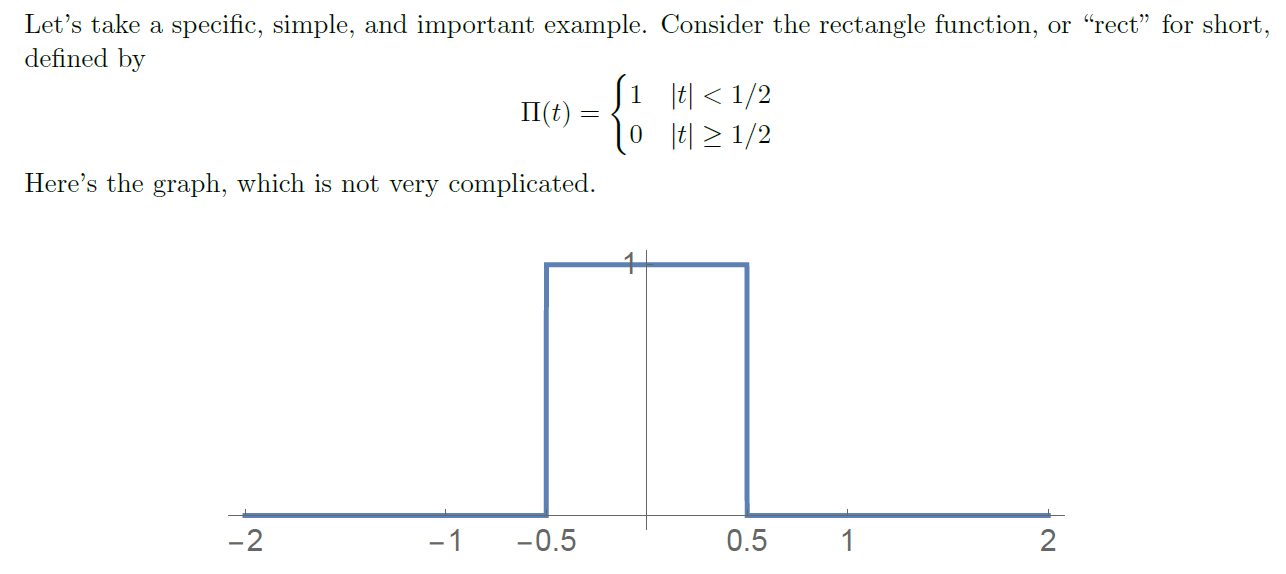 Let’s take a specific, simple, and important example. Consider the rectangle function, or “rect” for short,
defined by
Π(t) = {1 |t| < 1/2
0 |t| ≥ 1/2
Here’s the graph, which is not very complicated.
1
−2 −1 −0.5 0.5 1 2